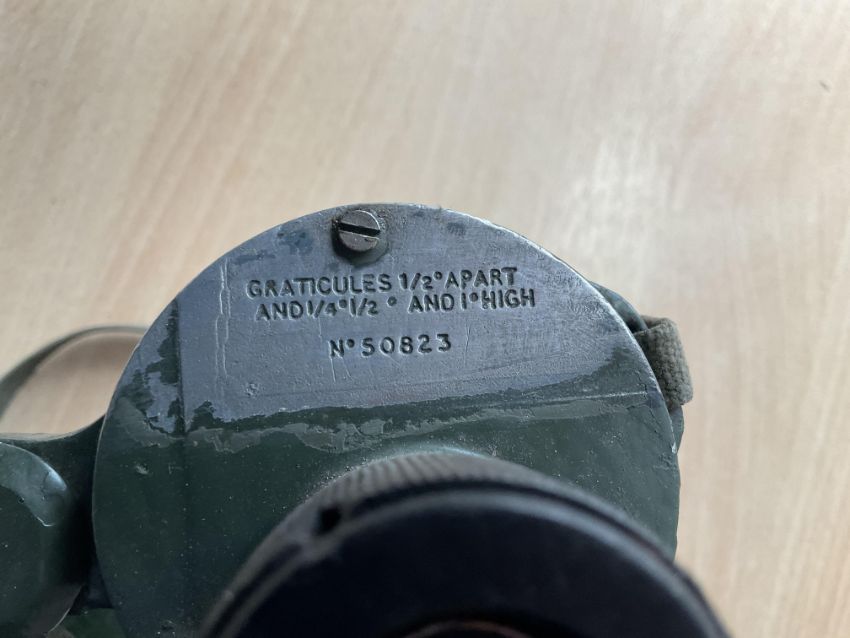 GRATICULES 1/2° APART
AND 1/4° 1/2° AND 1° HIGH
N° 50823